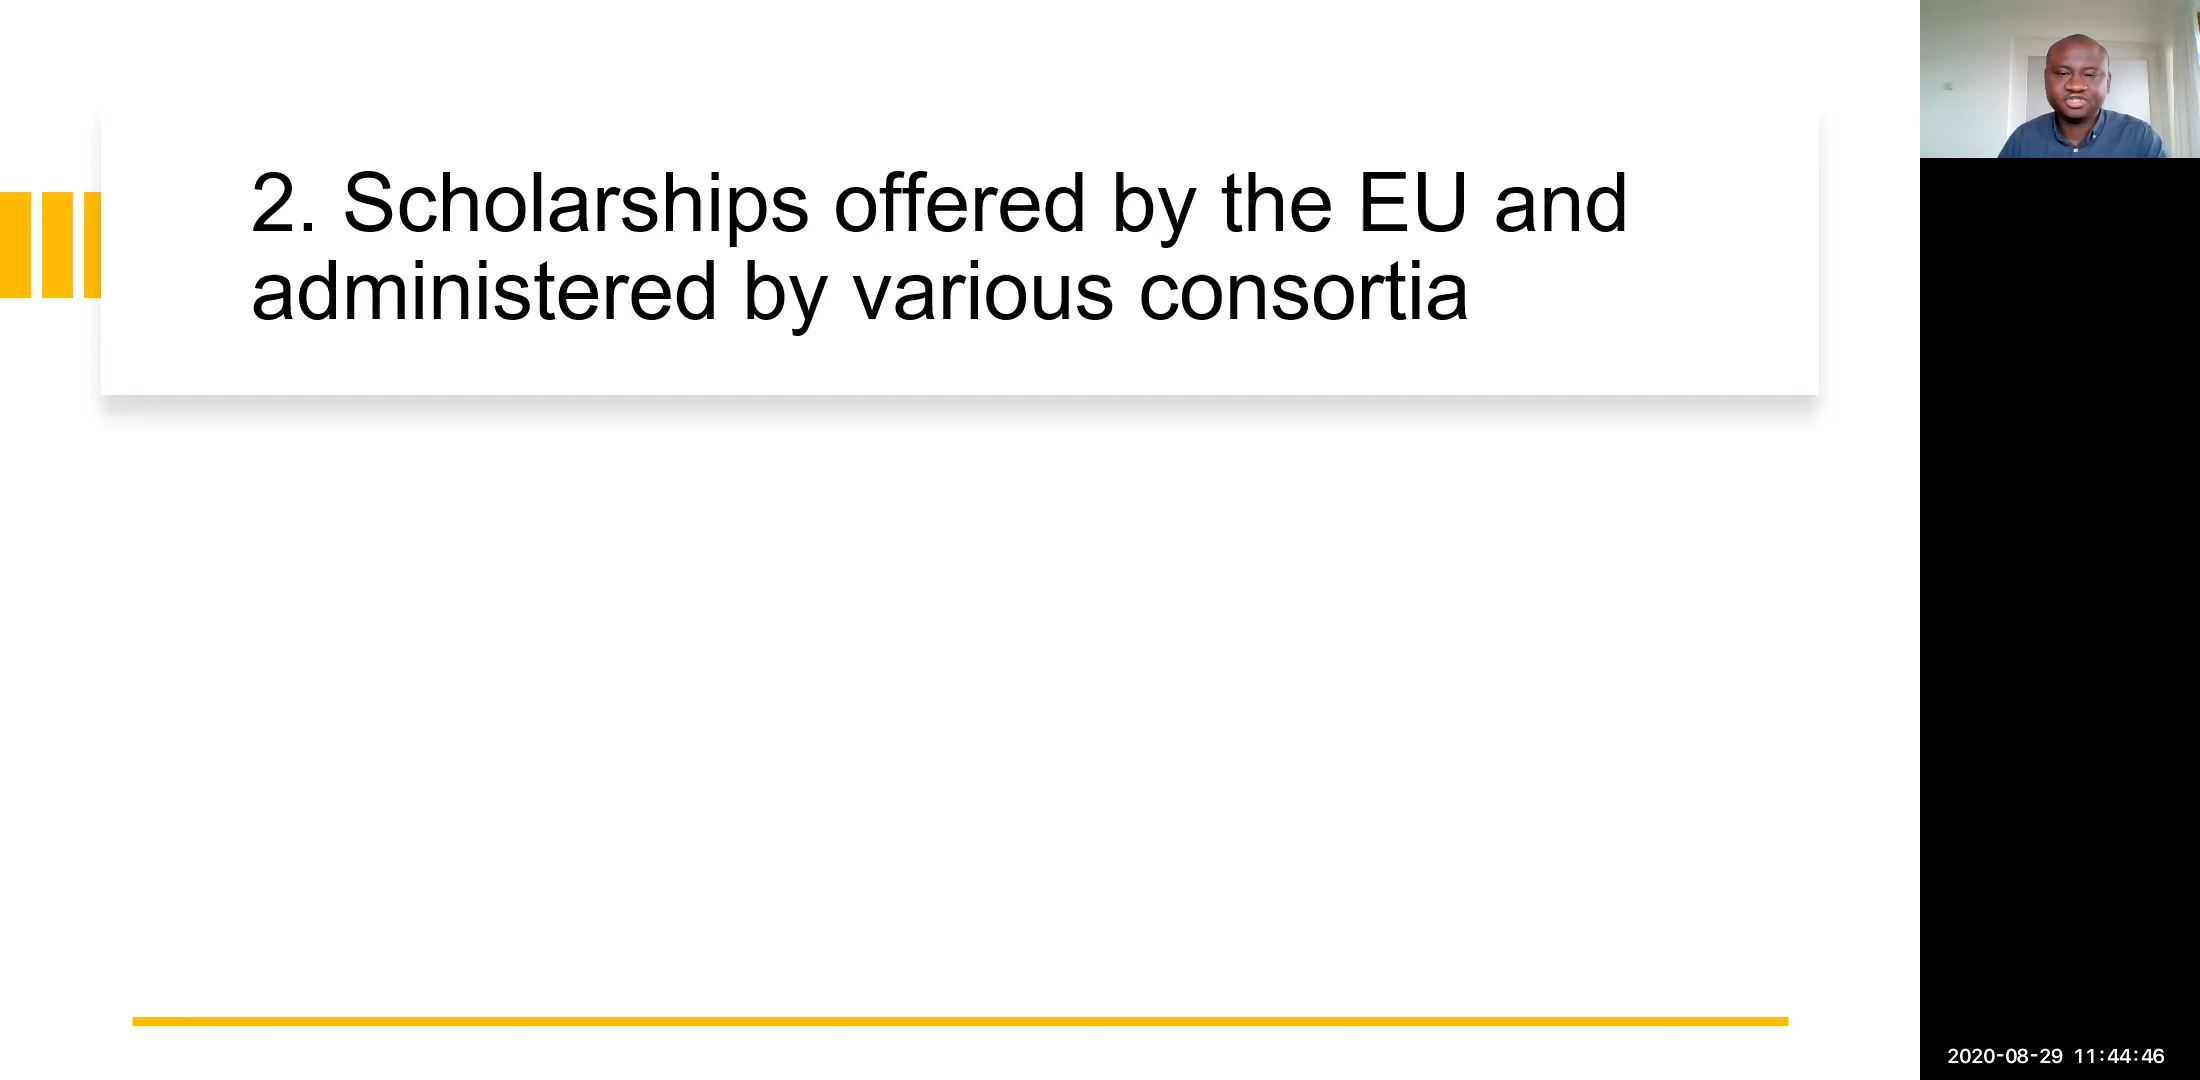 2. Scholarships offered by the EU and
administered by various consortia
2020-08-29 11:44:46